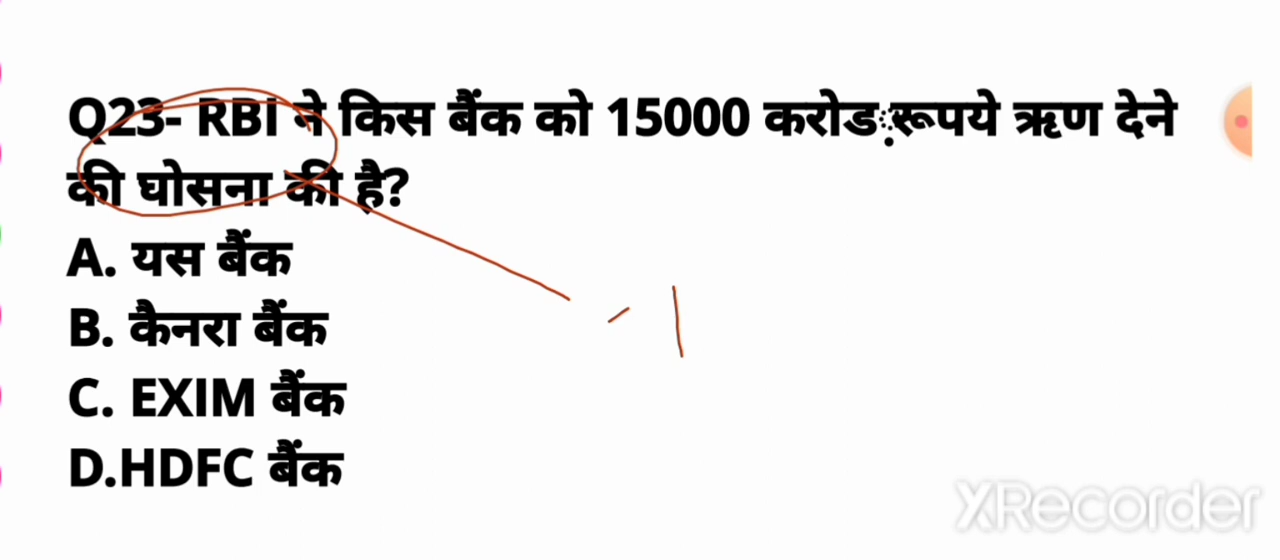 Q23- RBI ने किस बैंक को 15000 करोड़ रूपये ऋण देने
की घोसना की है?
A. यस बैंक
B. कैनरा बैंक
C. EXIM बैंक
D.HDFC बैंक
XRecorder